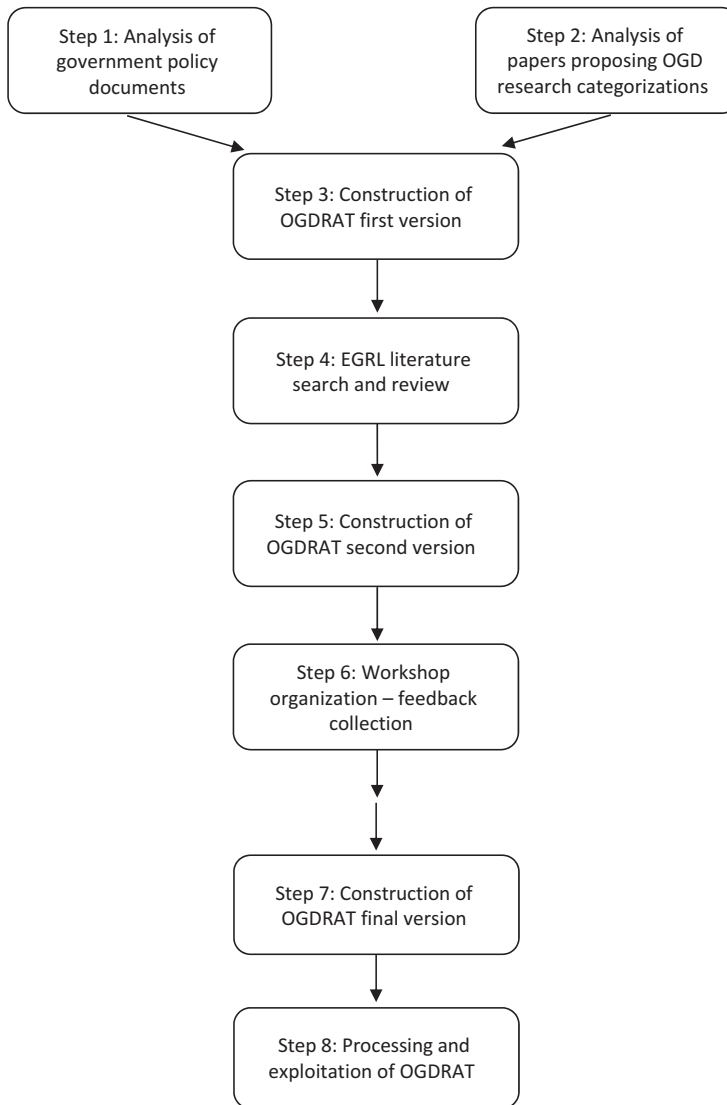 Step 1: Analysis of
government policy
documents
Step 2: Analysis of
papers proposing OGD
research categorizations
Step 3: Construction of
OGDRAT first version
Step 4: EGRL literature
search and review
Step 5: Construction of
OGDRAT second version
Step 6: Workshop
organization – feedback
collection
Step 7: Construction of
OGDRAT final version
Step 8: Processing and
exploitation of OGDRAT